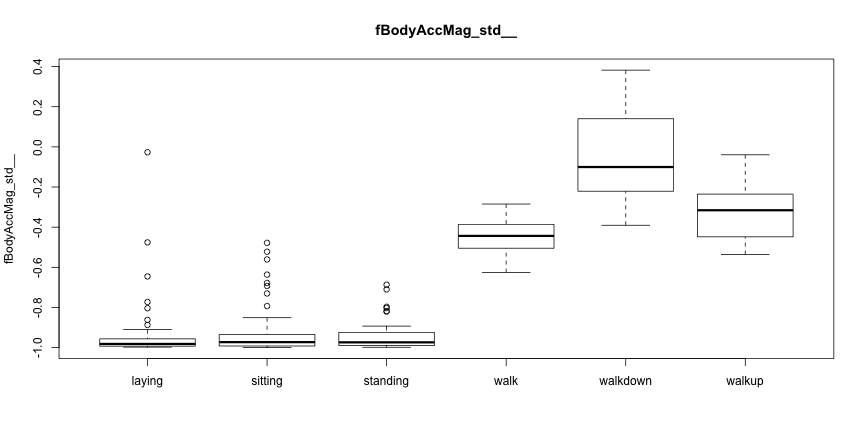 fBodyAccMag_std__
fBodyAccMag_std__
0.4
0.2
0.0
-0.2
-0.4
-0.6
-0.8
-1.0
laying sitting standing walk walkdown walkup